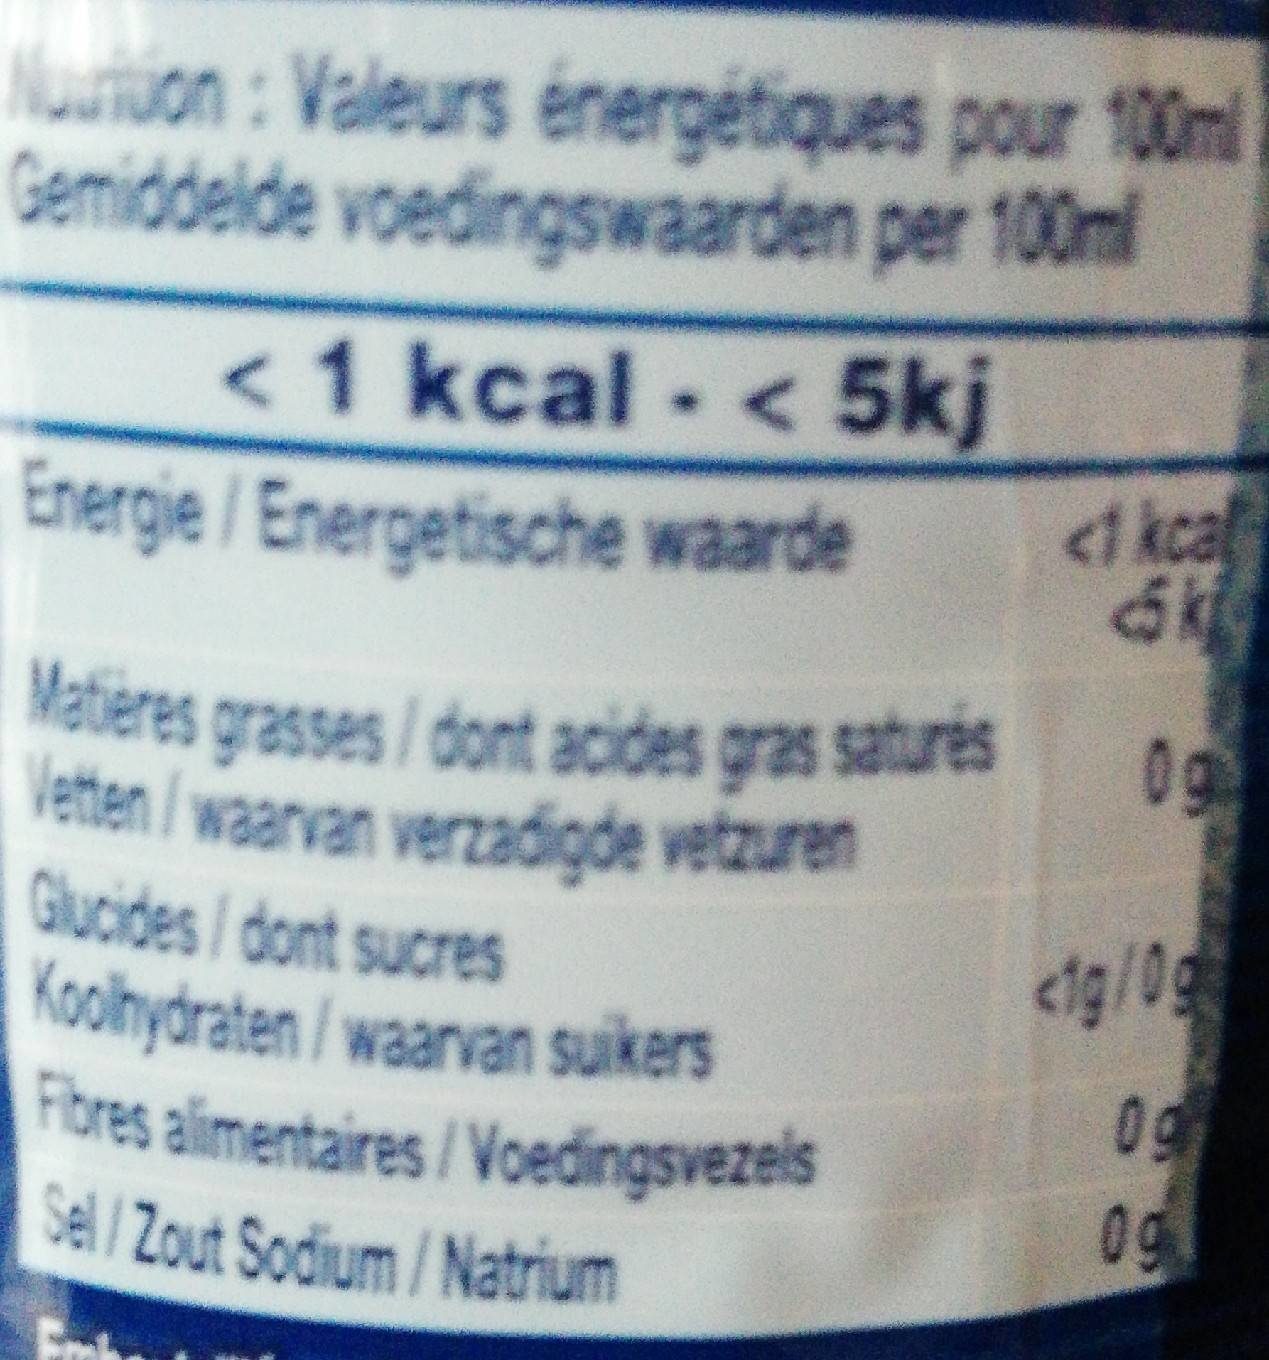 Nutrition : Valeurs énergétiques pour 100ml
Gemiddelde voedingswaarden per 100ml
< 1 kcal - < 5kj
Energie / Energetische waarde <1 kcal
<5 kj
Matières grasses / dont acides gras saturés 0 g
Vetten / waarvan verzadigde vetzuren
Glucides / dont sucres <1g/0g
Koolhydraten / waarvan suikers
Fibres alimentaires / Voedingsvezels 0 g
Sel / Zout Sodium / Natrium 0 g